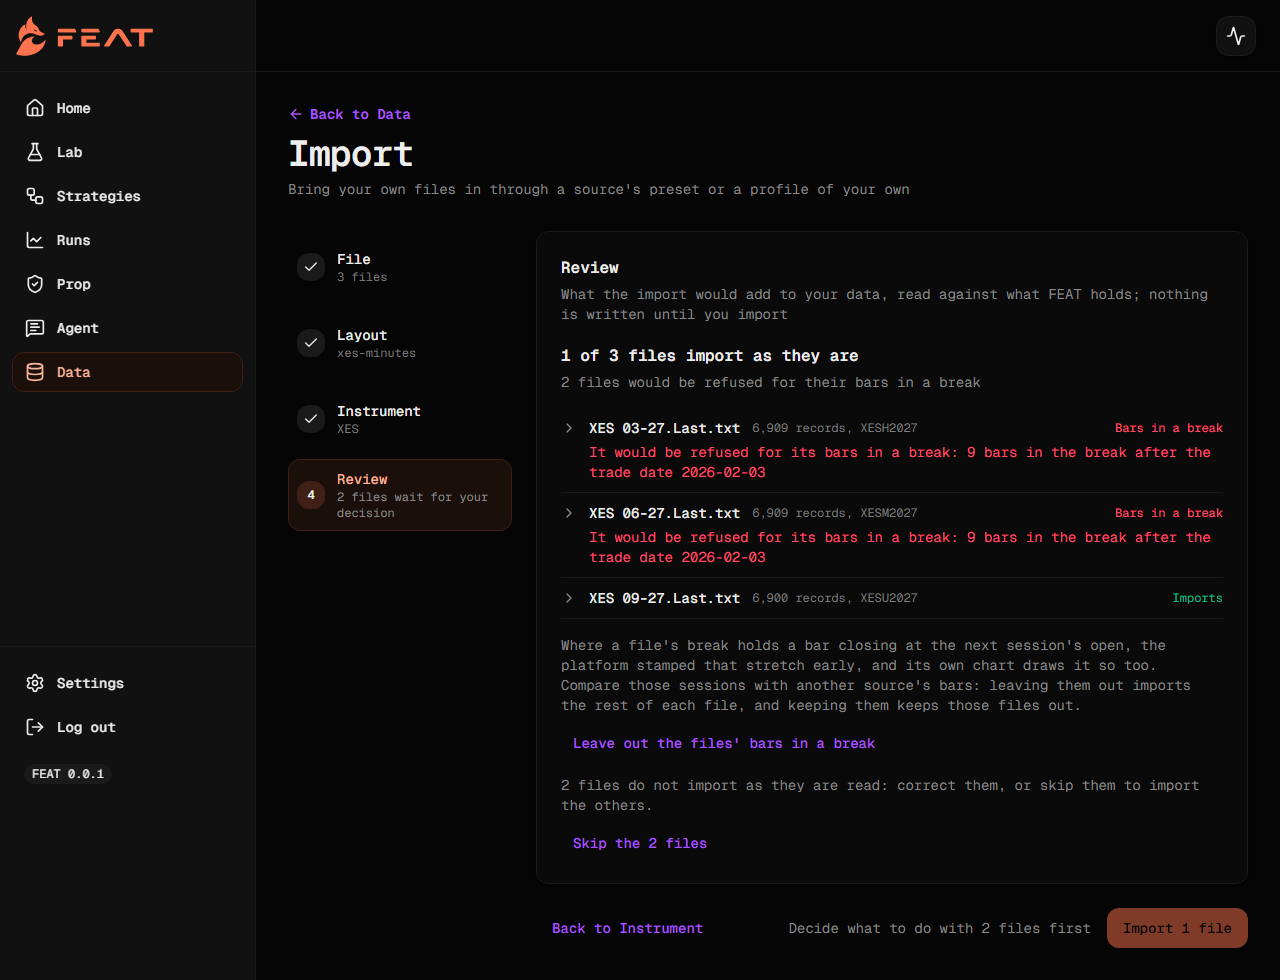 FEAT
Home
Lab
Strategies
Runs
Prop
Agent
Data
Settings
Log out
FEAT 0.0.1
Back to Data
Import
Bring your own files in through a source's preset or a profile of your own
File
3 files
Layout
xes-minutes
Instrument
XES
4
Review
2 files wait for your
decision
Review
What the import would add to your data, read against what FEAT holds; nothing
is written until you import
1 of 3 files import as they are
2 files would be refused for their bars in a break
XES 03-27.Last.txt 6,909 records, XESH2027 Bars in a break
It would be refused for its bars in a break: 9 bars in the break after the
trade date 2026-02-03
XES 06-27.Last.txt 6,909 records, XESM2027 Bars in a break
It would be refused for its bars in a break: 9 bars in the break after the
trade date 2026-02-03
XES 09-27.Last.txt 6,900 records, XESU2027 Imports
Where a file's break holds a bar closing at the next session's open, the
platform stamped that stretch early, and its own chart draws it so too.
Compare those sessions with another source's bars: leaving them out imports
the rest of each file, and keeping them keeps those files out.
Leave out the files' bars in a break
2 files do not import as they are read: correct them, or skip them to import
the others.
Skip the 2 files
Back to Instrument
Decide what to do with 2 files first
Import 1 file